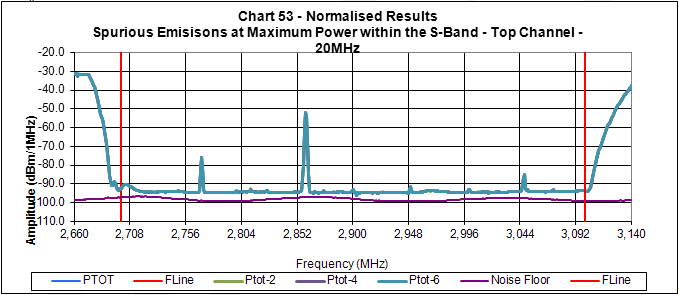 Chart 53 - Normalised Results
Spurious Emisisons at Maximum Power within the S-Band - Top Channel -
20MHz
-20.0
-30.0
-40.0
-50.0
-60.0
-70.0
-80.0
-90.0
100.0
110.0
Amplitude (dBm/1MHz)
2,660
2,708
2,756
2,804
2,852
2,900
2,948
2,996
3,044
3,092
3,140
Frequency (MHz)
PTOT
FLine
Ptot-2
Ptot-4
Ptot-6
Noise Floor
FLine